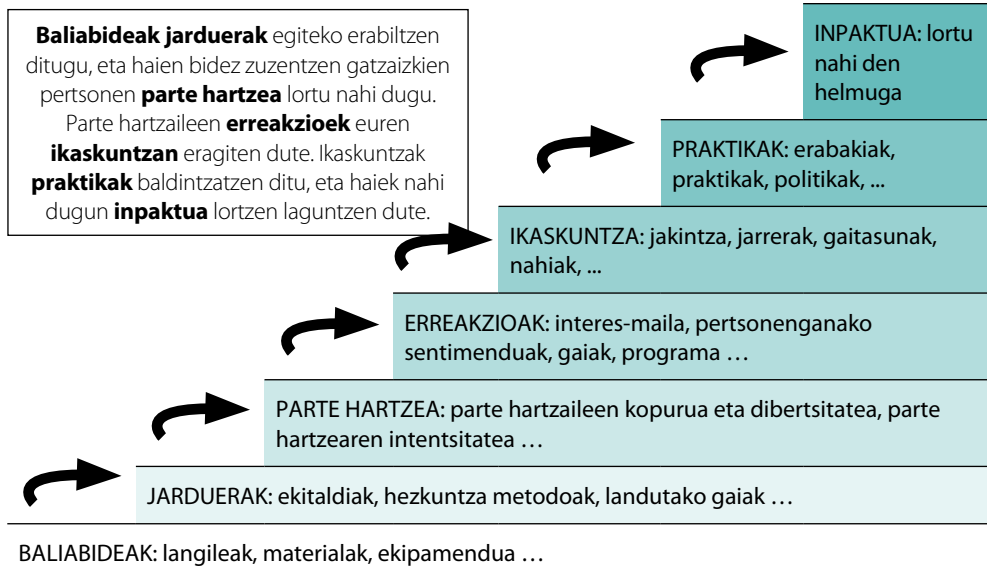 Baliabideak jarduerak egiteko erabiltzen
ditugu, eta haien bidez zuzentzen gatzaizkien
pertsonen parte hartzea lortu nahi dugu.
Parte hartzaileen erreakzioek euren
ikaskuntzan eragiten dute. Ikaskuntzak
praktikak baldintzatzen ditu, eta haiek nahi
dugun inpaktua lortzen laguntzen dute.
INPAKTUA: lortu
nahi den
helmuga
PRAKTIKAK: erabakiak,
praktikak, politikak, ...
IKASKUNTZA: jakintza, jarrerak, gaitasunak,
nahiak, ...
ERREAKZIOAK: interes-maila, pertsonenganako
sentimenduak, gaiak, programa …
PARTE HARTZEA: parte hartzaileen kopurua eta dibertsitatea, parte
hartzearen intentsitatea …
JARDUERAK: ekitaldiak, hezkuntza metodoak, landutako gaiak …
BALIABIDEAK: langileak, materialak, ekipamendua …